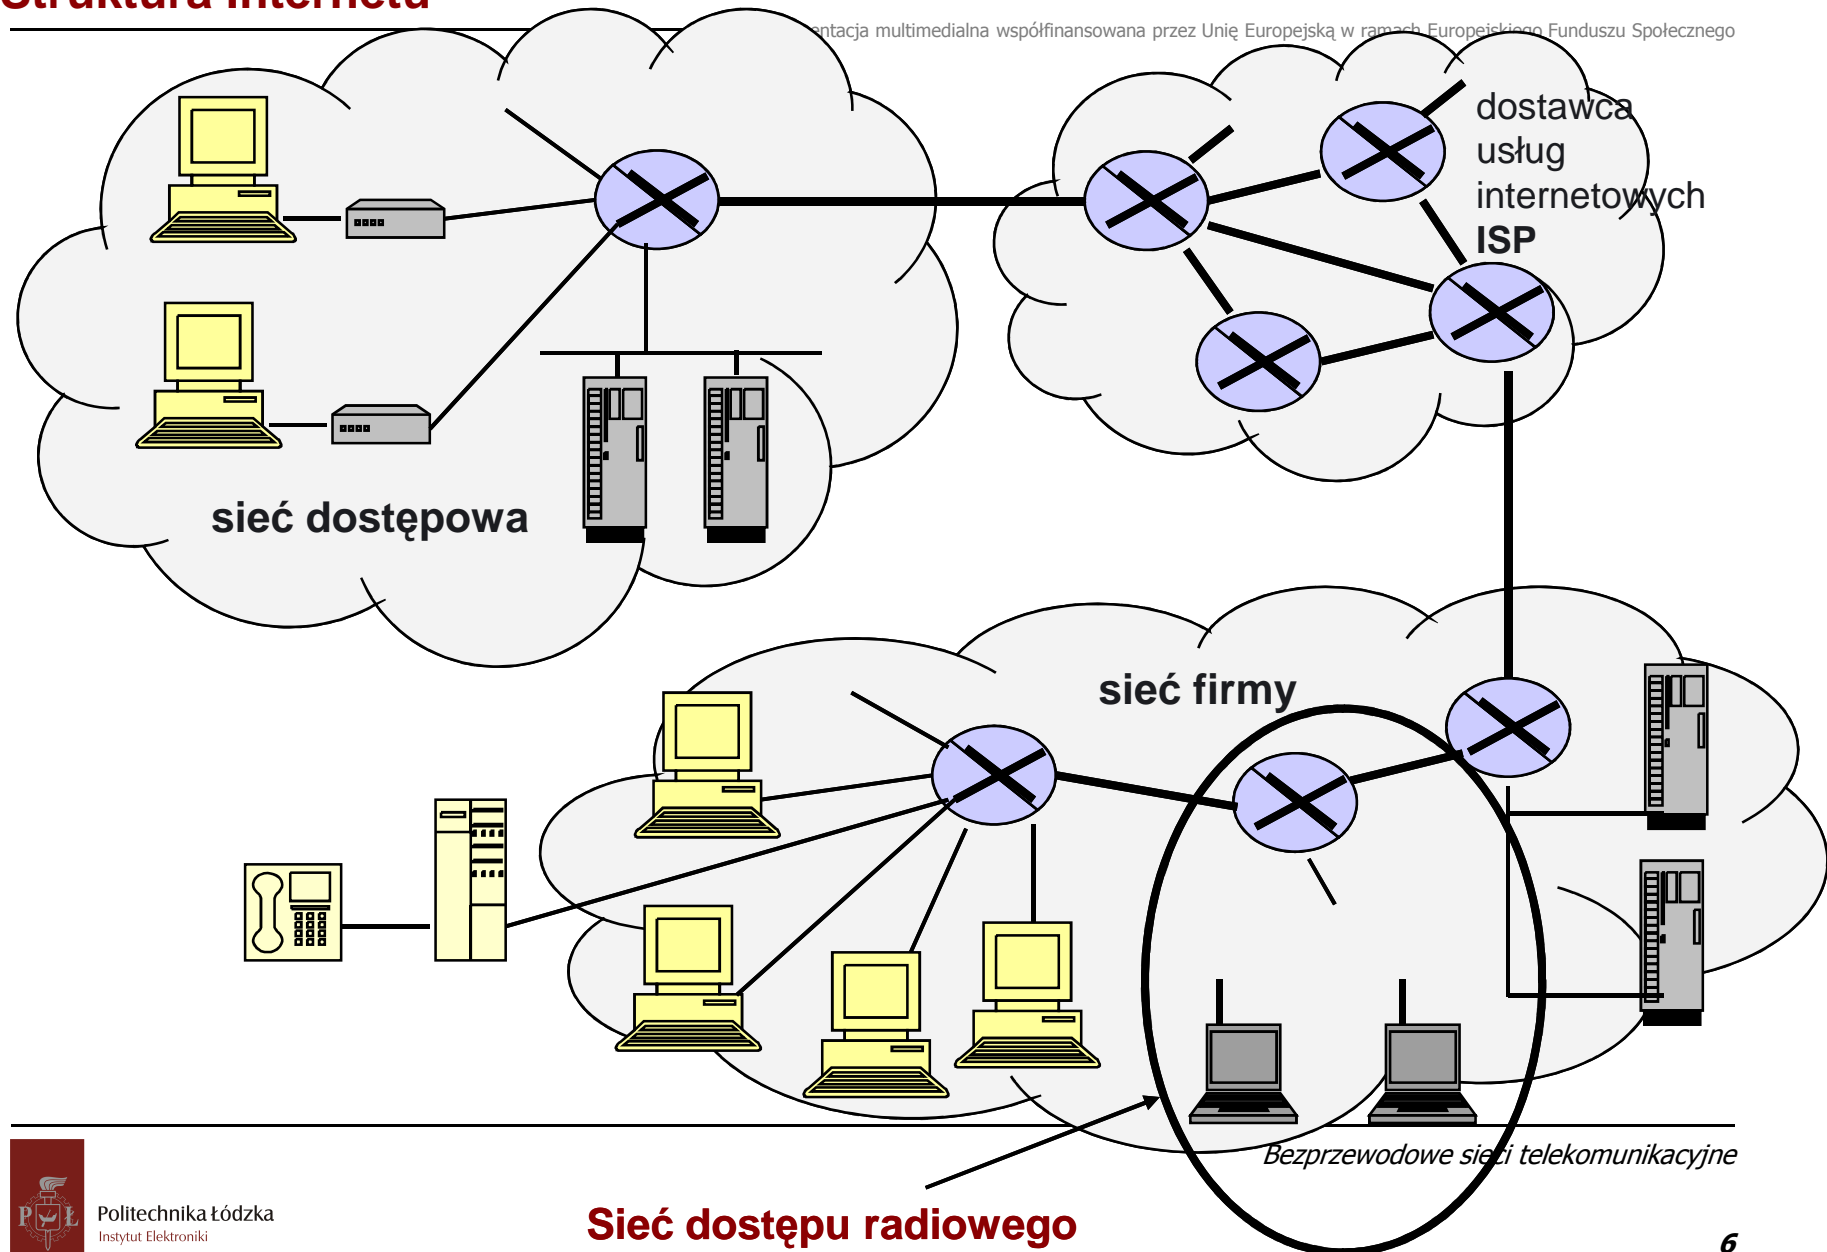 Struktura Internetu
entacja multimedialna współfinansowana przez Unię Europejską w ramach Europejskiego Funduszu Społecznego
dostawca
usług
internetowych
ISP
sieć dostępowa
sieć firmy
Bezprzewodowe sieci telekomunikacyjne
P Ł
Politechnika Łódzka
Instytut Elektroniki
Sieć dostępu radiowego
6